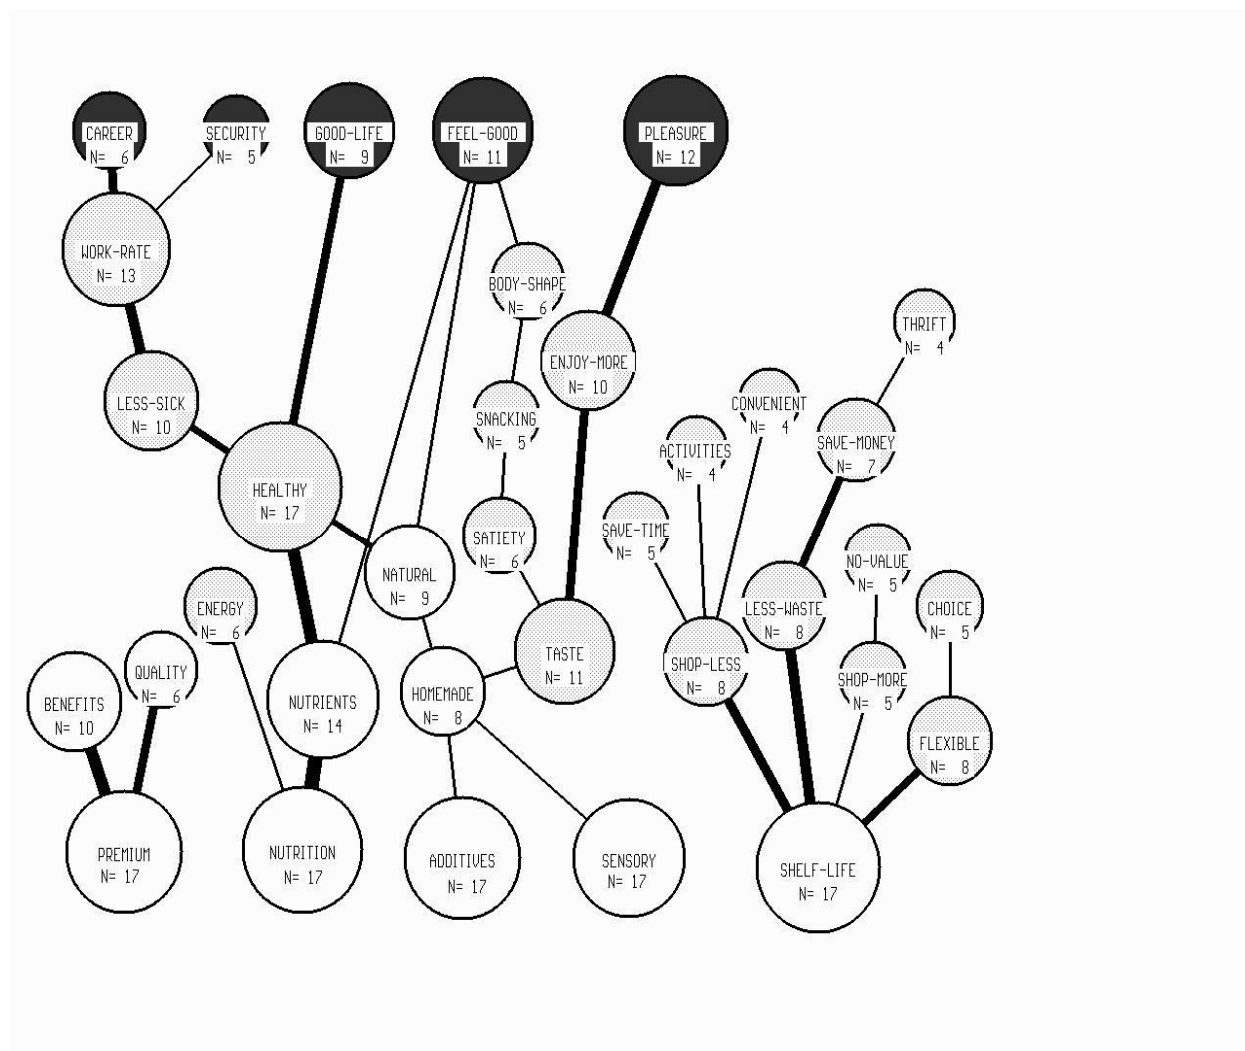 CAREER
N= 6
SECURITY
N= 5
GOOD-LIFE
N= 9
FEEL-GOOD
N= 11
PLEASURE
N= 12
WORK-RATE
N= 13
BODY-SHAPE
N= 6
THRIFT
N= 4
ENJOY-MORE
N= 10
LESS-SICK
N= 10
SNACKING
N= 5
CONVENIENT
N= 4
ACTIVITIES
N= 4
SAVE-MONEY
N= 7
HEALTHY
N= 17
SATIETY
N= 6
SAVE-TIME
N= 5
NO-VALUE
N= 5
NATURAL
N= 9
ENERGY
N= 6
LESS-WASTE
N= 8
CHOICE
N= 5
TASTE
N= 11
SHOP-LESS
N= 8
QUALITY
N= 6
SHOP-MORE
N= 5
BENEFITS
N= 10
NUTRIENTS
N= 14
HOMEMADE
N= 8
FLEXIBLE
N= 8
PREMIUM
N= 17
NUTRITION
N= 17
ADDITIVES
N= 17
SENSORY
N= 17
SHELF-LIFE
N= 17